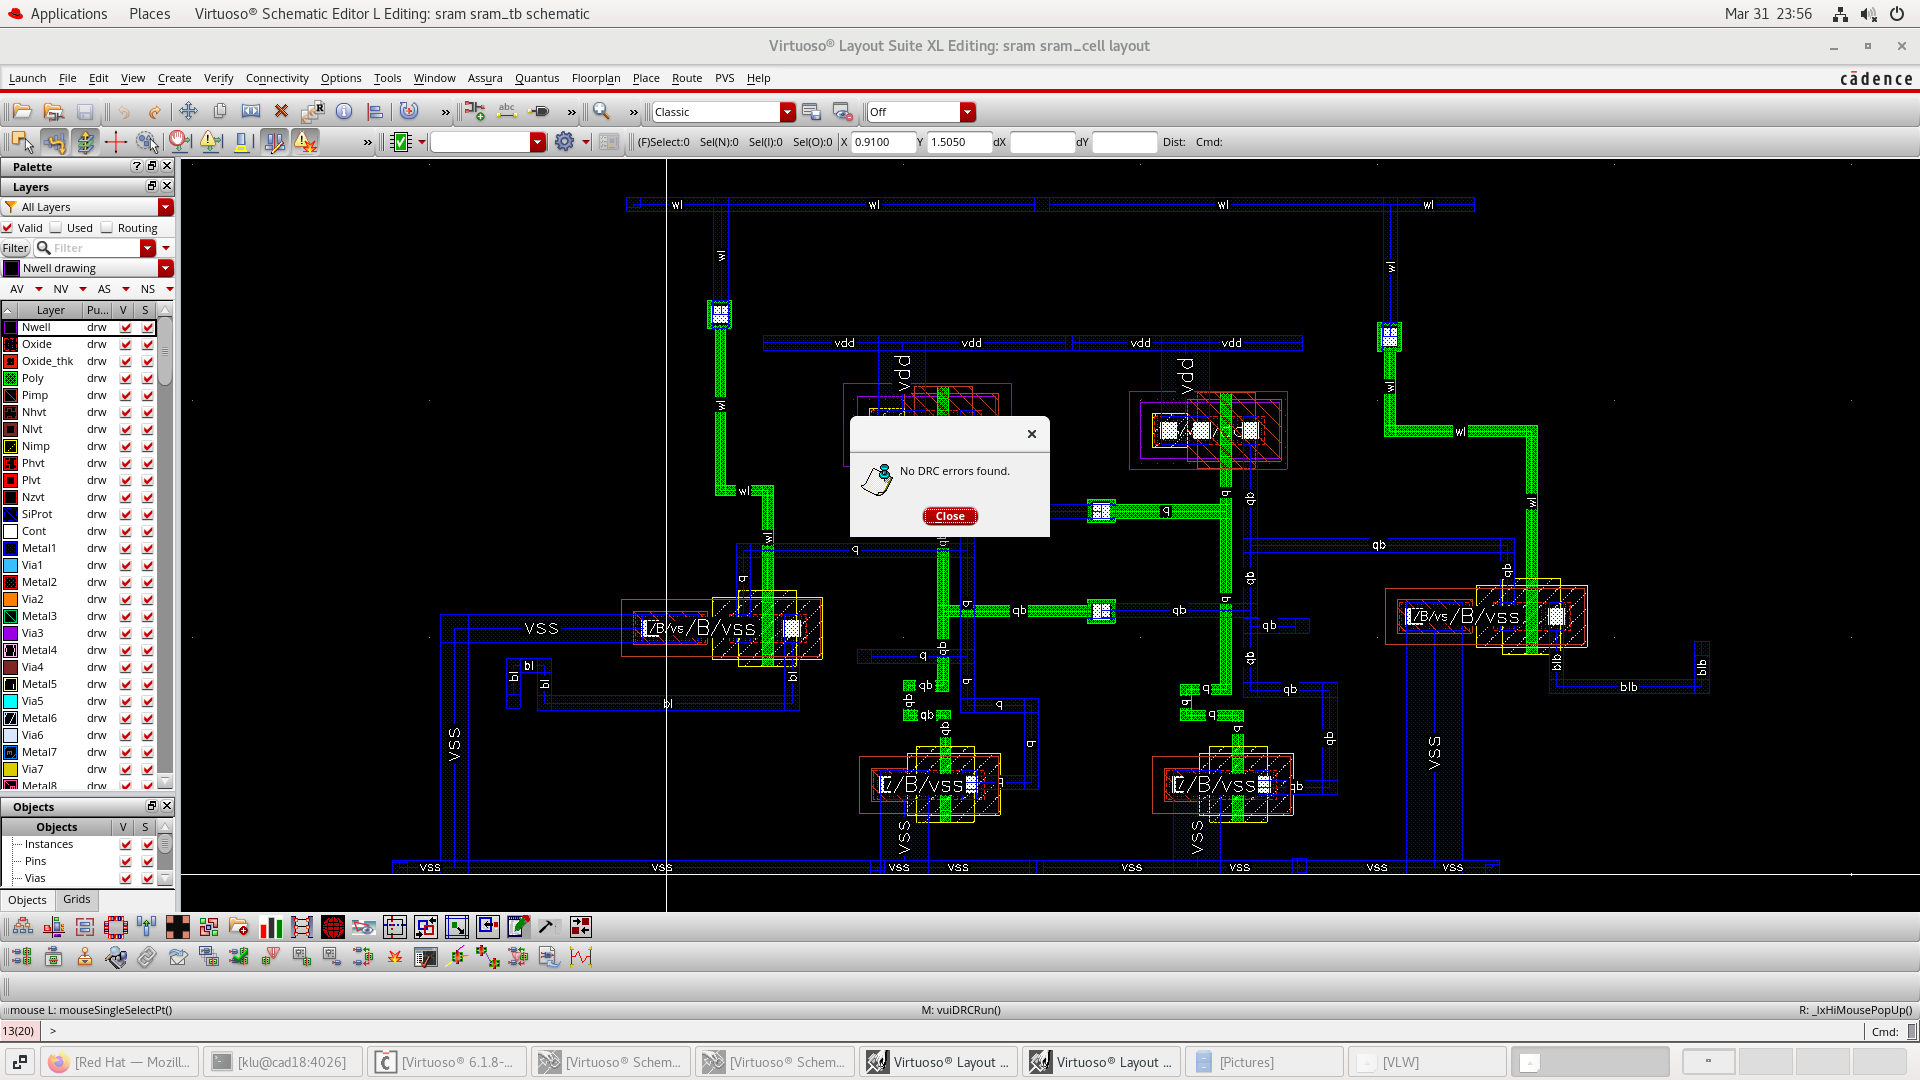 Applications Places Virtuoso® Schematic Editor L Editing: sram sram_tb schematic Mar 31 23:56
Virtuoso® Layout Suite XL Editing: sram sram_cell layout
Launch File Edit View Create Verify Connectivity Options Tools Window Assura Quantus Floorplan Place Route PVS Help cādence
» » » Classic Off
» (F)Select:0 Sel(N):0 Sel(I):0 Sel(O):0 X 0.9100 Y 1.5050 dX dY Dist: Cmd:
Palette
Layers
All Layers
Valid Used Routing
Filter Filter
Nwell drawing
AV NV AS NS
Layer Pu... V S
Nwell drw
Oxide drw
Oxide_thk drw
Poly drw
Pimp drw
Nhvt drw
Nlvt drw
Nimp drw
Phvt drw
Plvt drw
Nzvt drw
SiProt drw
Cont drw
Metal1 drw
Via1 drw
Metal2 drw
Via2 drw
Metal3 drw
Via3 drw
Metal4 drw
Via4 drw
Metal5 drw
Via5 drw
Metal6 drw
Via6 drw
Metal7 drw
Via7 drw
Metal8 drw
Objects
Objects V S
Instances
Pins
Vias
Objects Grids
wl wl wl wl
wl wl
vdd vdd vdd vdd
vdd vdd
wl wl
wl wl
No DRC errors found.
Close
wl wl
q qb
q qb
q qb
wl
q qb
q qb
q q qb
qb qb qb
vss /B/vs/B/vss /B/vs/B/vss
q qb qb
bl bl bl bl
bl
blb blb
blb
qb q qb
qb q qb
qb q
qb q
q qb
vss vss
/B/vss q /B/vss qb
vss vss
vss vss vss vss vss vss vss vss
mouse L: mouseSingleSelectPt() M: vuiDRCRun() R: _lxHiMousePopUp()
13(20) > Cmd:
[Red Hat — Mozill... [klu@cad18:4026] [Virtuoso® 6.1.8-... [Virtuoso® Schem... [Virtuoso® Schem... Virtuoso® Layout ... Virtuoso® Layout ... [Pictures] [VLW]